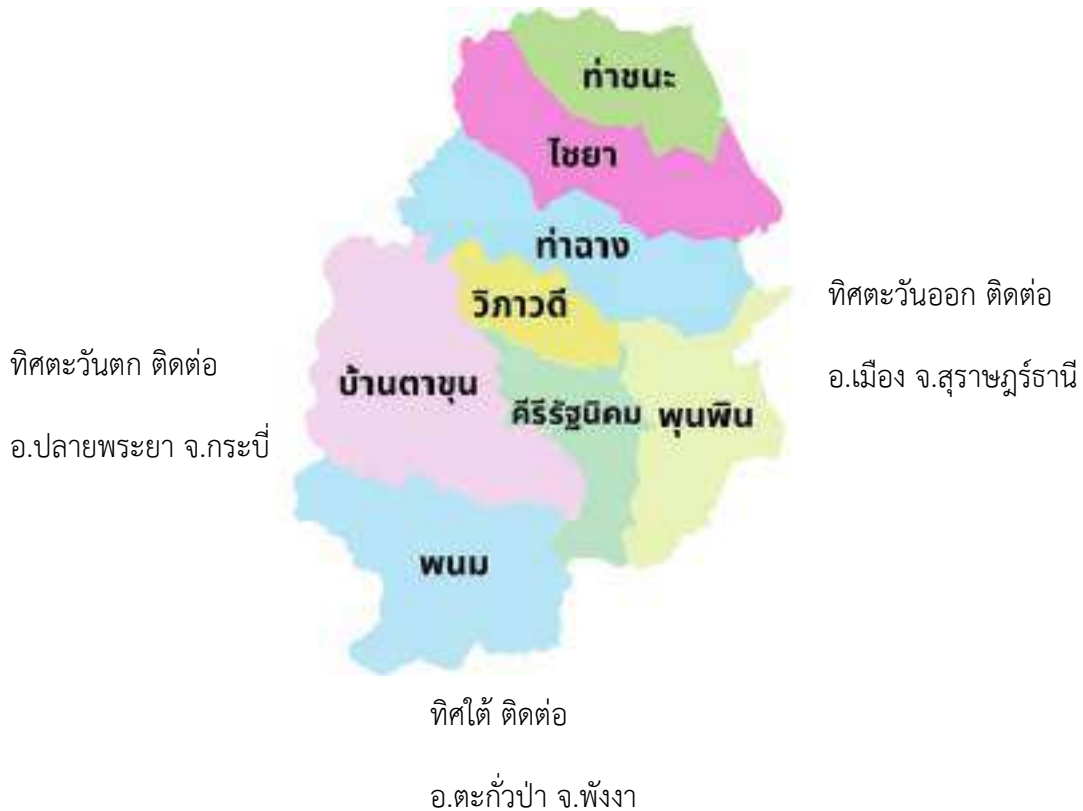 ท่าชนะ
ไชยา
ท่าฉาง
วิภาวดี
ทิศตะวันออก ติดต่อ
ทิศตะวันตก ติดต่อ
อ.เมือง จ.สุราษฎร์ธานี
บ้านตาขุน
คีรีรัฐนิคม พุนพิน
อ.ปลายพระยา จ.กระบี่
พนม
ทิศใต้ ติดต่อ
อ.ตะกั่วป่า จ.พังงา